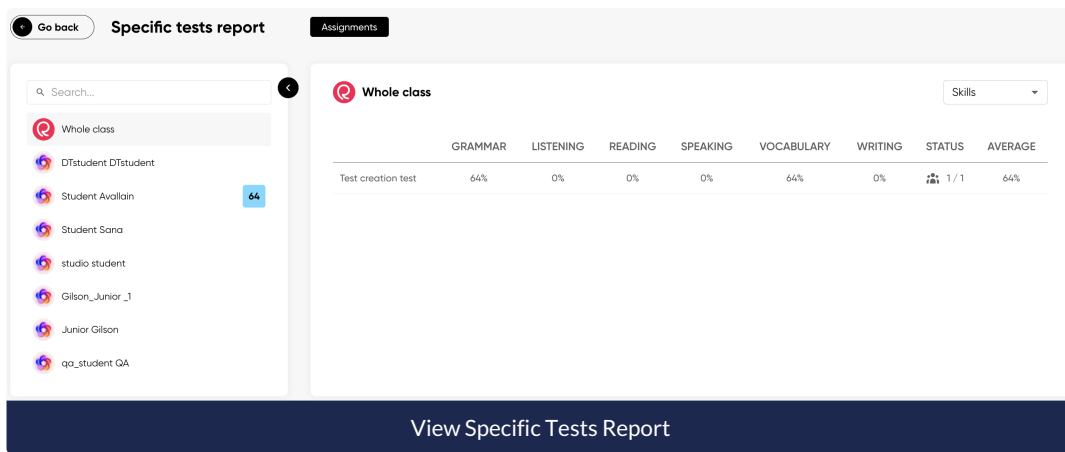 Go back
Specific tests report
Assignments
Search...
Whole class
DTstudent DTstudent
Student Avallain 64
Student Sana
studio student
Gilson_Junior _1
Junior Gilson
qa_student QA
Whole class
Skills
GRAMMAR LISTENING READING SPEAKING VOCABULARY WRITING STATUS AVERAGE
Test creation test 64% 0% 0% 0% 64% 0% 1 / 1 64%
View Specific Tests Report